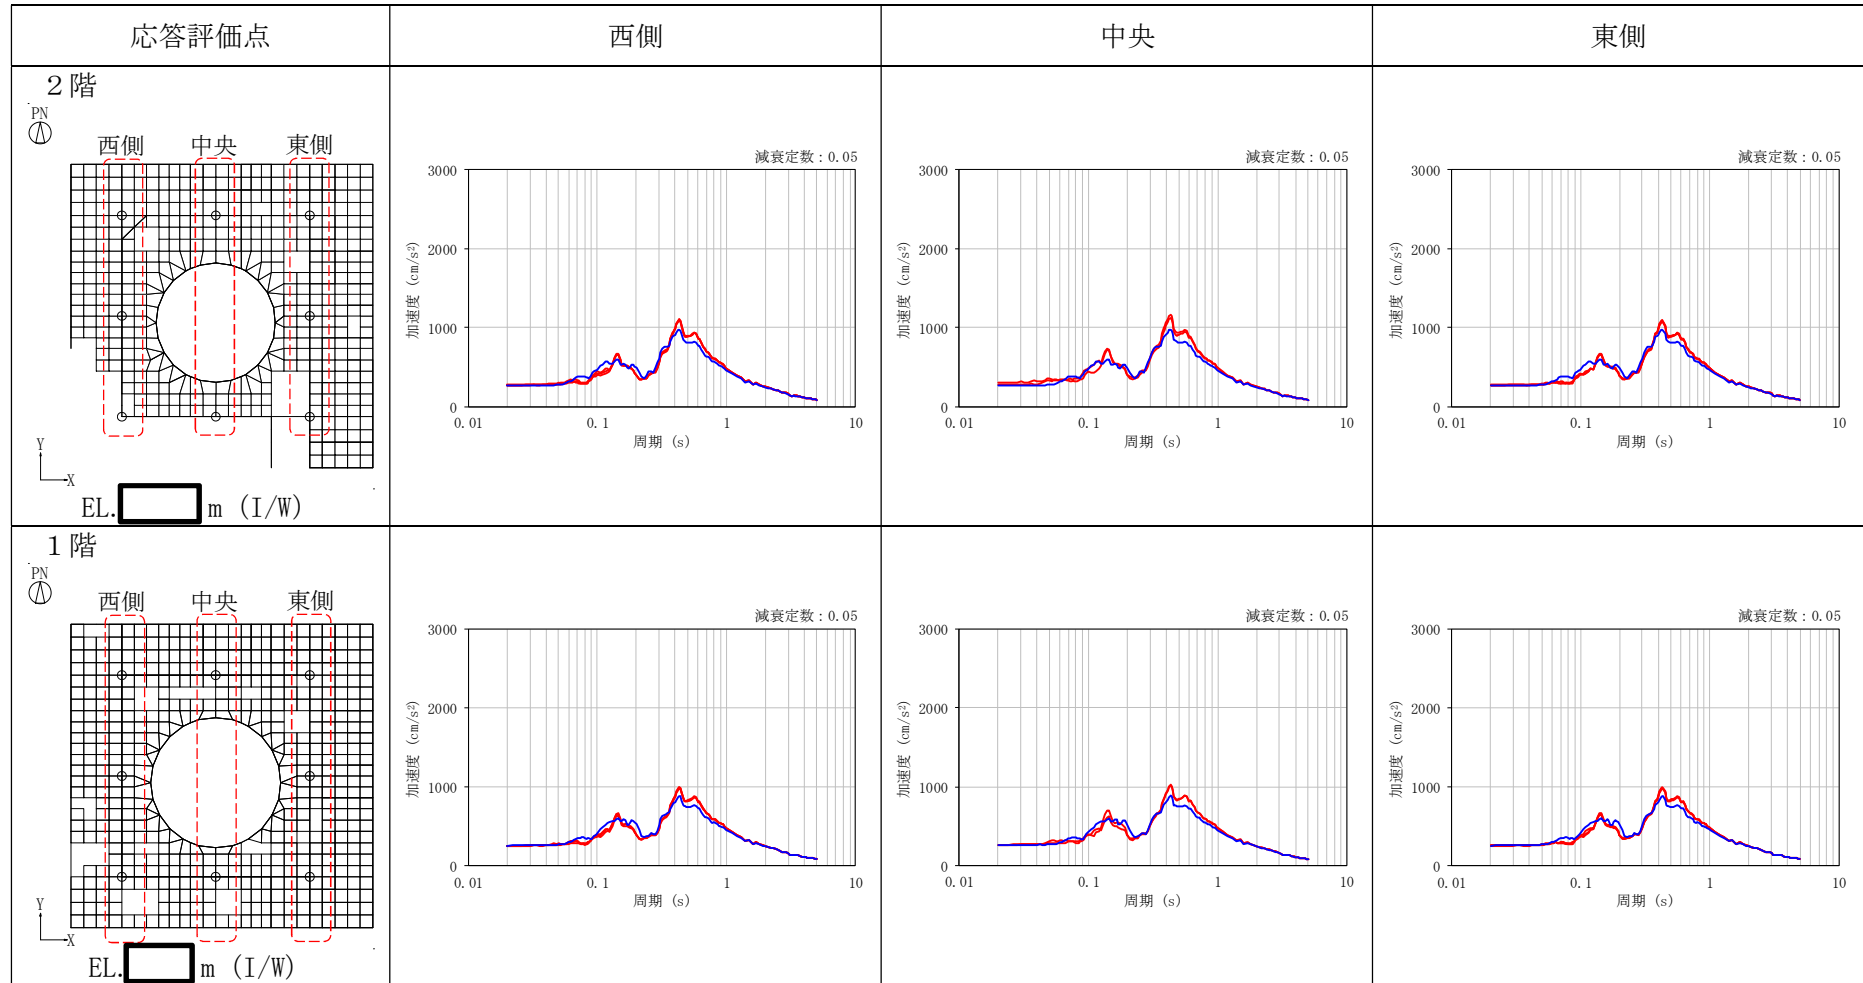 応答評価点
西側
中央
東側
2階
PN
西側 中央 東側
Y
X
EL. m (I/W)
減衰定数:0.05
3000
2000
1000
0
加速度 (cm/s²)
0.01 0.1 1 10
周期 (s)
減衰定数:0.05
3000
2000
1000
0
加速度 (cm/s²)
0.01 0.1 1 10
周期 (s)
減衰定数:0.05
3000
2000
1000
0
加速度 (cm/s²)
0.01 0.1 1 10
周期 (s)
1階
PN
西側 中央 東側
Y
X
EL. m (I/W)
減衰定数:0.05
3000
2000
1000
0
加速度 (cm/s²)
0.01 0.1 1 10
周期 (s)
減衰定数:0.05
3000
2000
1000
0
加速度 (cm/s²)
0.01 0.1 1 10
周期 (s)
減衰定数:0.05
3000
2000
1000
0
加速度 (cm/s²)
0.01 0.1 1 10
周期 (s)